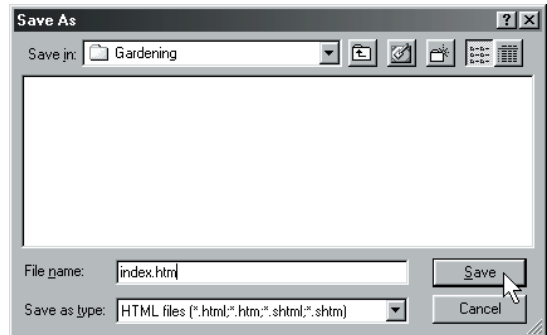 Save As
Save in: Gardening
File name: index.htm
Save
Save as type: HTML files (*.html;*.htm;*.shtml;*.shtm)
Cancel